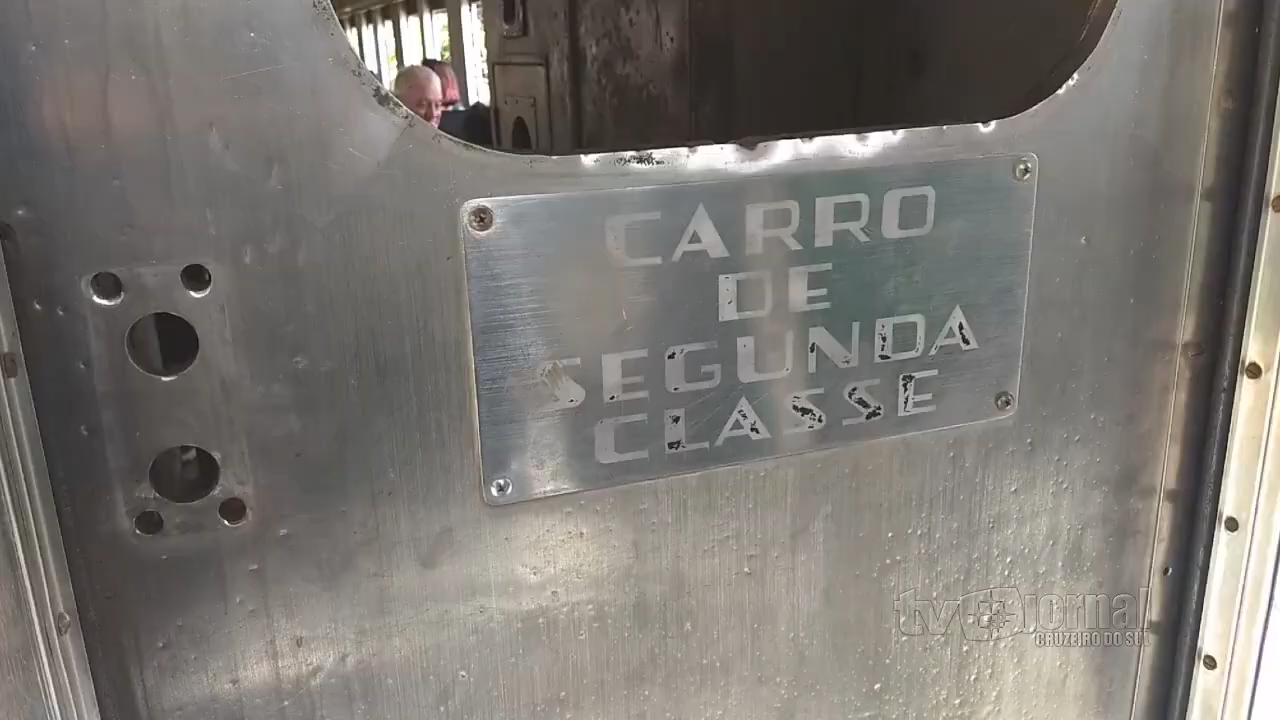 CARRO
DE
SEGUNDA
CLASSE
tv jornal
CRUZEIRO DO SUL